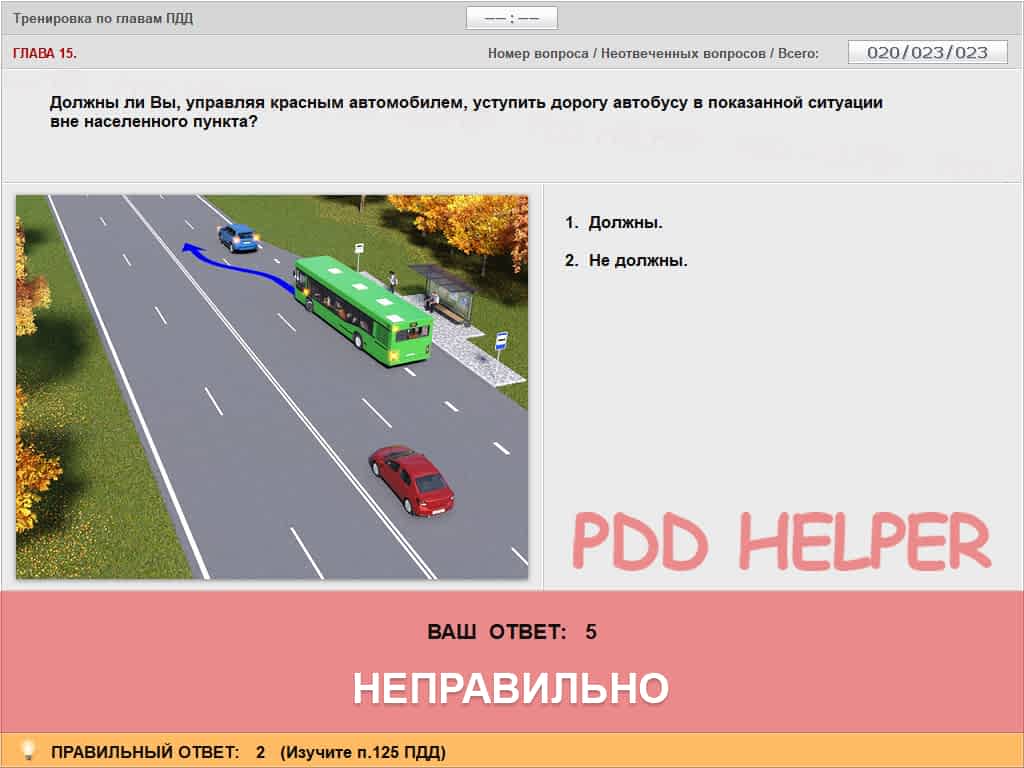 Тренировка по главам ПДД
—— : ——
ГЛАВА 15.
Номер вопроса / Неотвеченных вопросов / Всего:
020/023/023
Должны ли Вы, управляя красным автомобилем, уступить дорогу автобусу в показанной ситуации
вне населенного пункта?
1. Должны.
2. Не должны.
PDD HELPER
ВАШ ОТВЕТ: 5
НЕПРАВИЛЬНО
ПРАВИЛЬНЫЙ ОТВЕТ: 2 (Изучите п.125 ПДД)